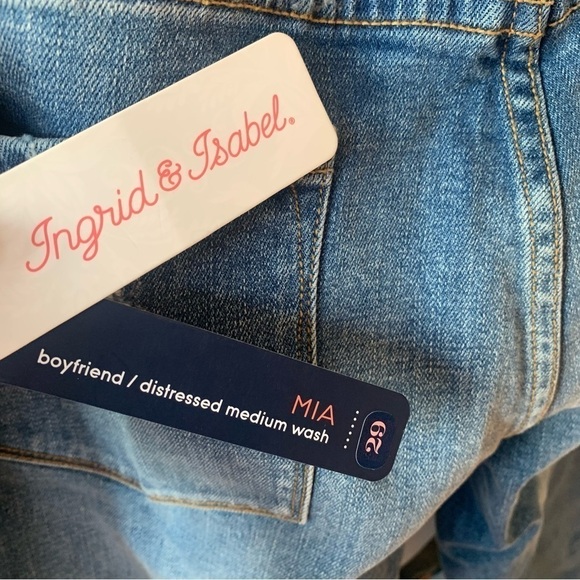 Ingrid & Isabel®
MIA
boyfriend / distressed medium wash
29